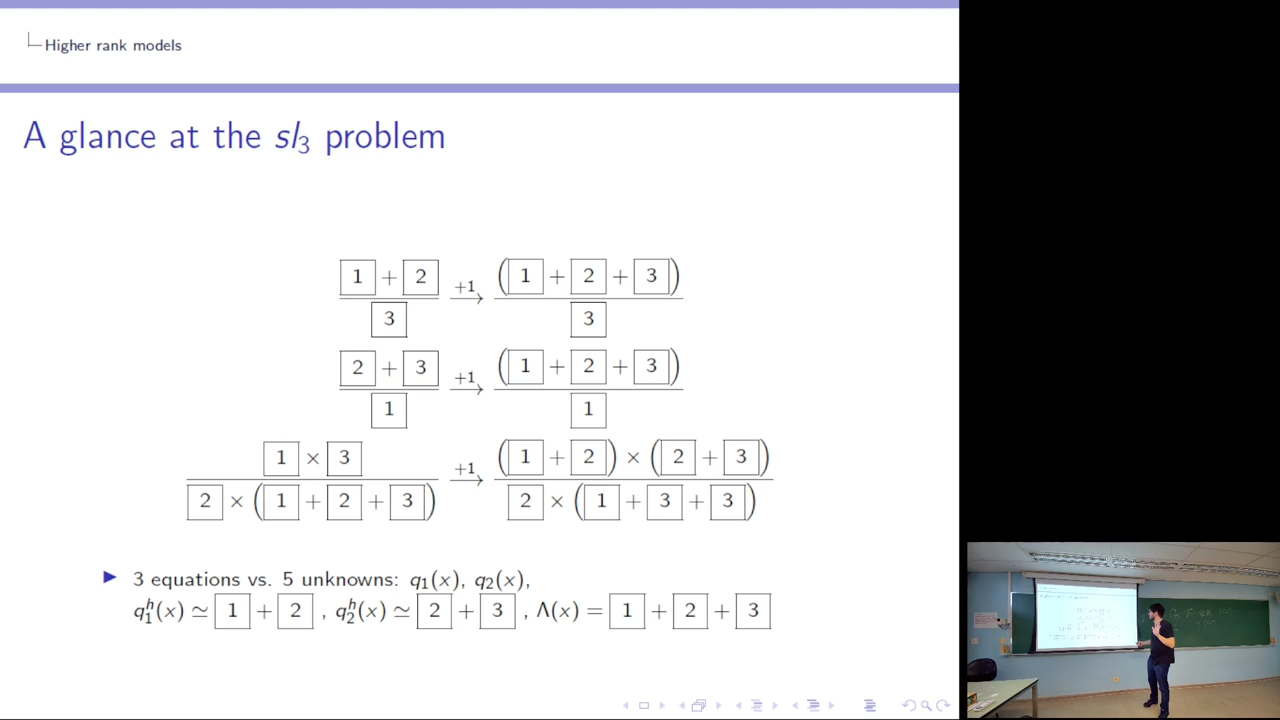 Higher rank models
A glance at the sl₃ problem
1 + 2 / 3 +1→ (1 + 2 + 3) / 3
2 + 3 / 1 +1→ (1 + 2 + 3) / 1
1 × 3 / 2 × (1 + 2 + 3) +1→ (1 + 2) × (2 + 3) / 2 × (1 + 3 + 3)
▶ 3 equations vs. 5 unknowns: q₁(x), q₂(x),
q₁ʰ(x) ≃ 1 + 2 , q₂ʰ(x) ≃ 2 + 3 , Λ(x) = 1 + 2 + 3